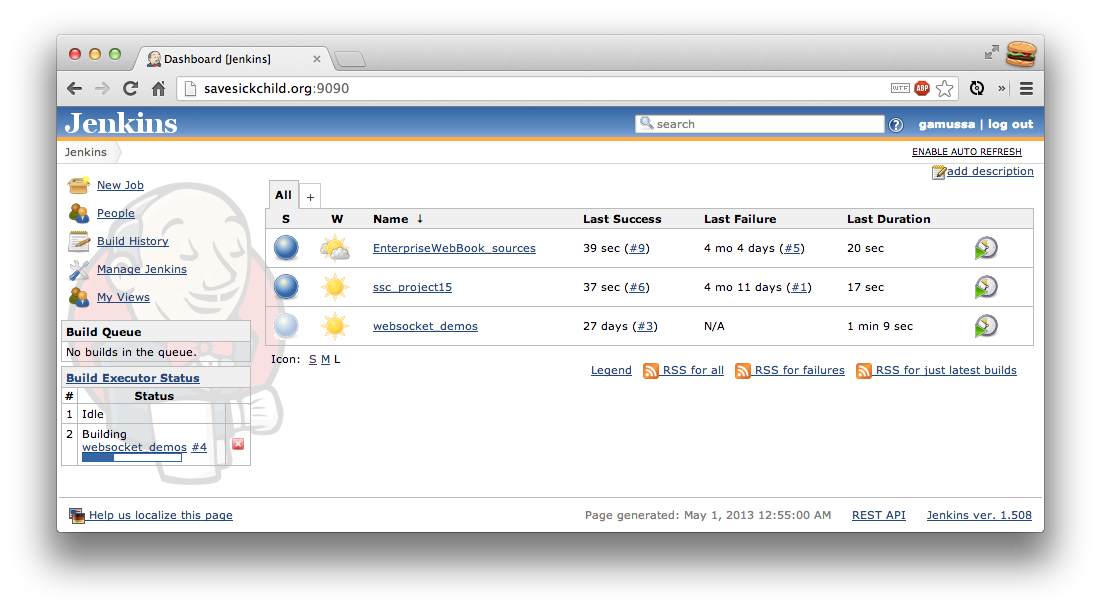 Dashboard [Jenkins]
savesickchild.org:9090
WTF ABP
Jenkins
search
gamussa | log out
Jenkins
ENABLE AUTO REFRESH
add description
New Job
People
Build History
Manage Jenkins
My Views
Build Queue
No builds in the queue.
Build Executor Status
# Status
1 Idle
2 Building
websocket_demos #4
All +
S W Name ↓ Last Success Last Failure Last Duration
EnterpriseWebBook_sources 39 sec (#9) 4 mo 4 days (#5) 20 sec
ssc_project15 37 sec (#6) 4 mo 11 days (#1) 17 sec
websocket_demos 27 days (#3) N/A 1 min 9 sec
Icon: S M L
Legend RSS for all RSS for failures RSS for just latest builds
Help us localize this page
Page generated: May 1, 2013 12:55:00 AM REST API Jenkins ver. 1.508